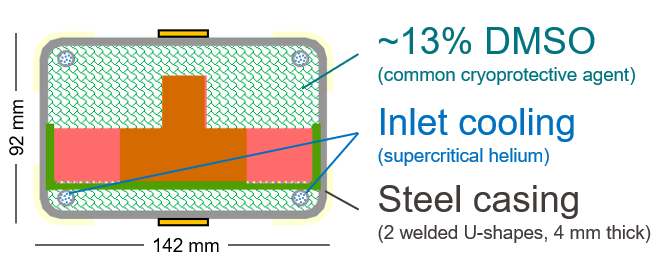 ~13% DMSO
(common cryoprotective agent)
Inlet cooling
(supercritical helium)
Steel casing
(2 welded U-shapes, 4 mm thick)
92 mm
142 mm